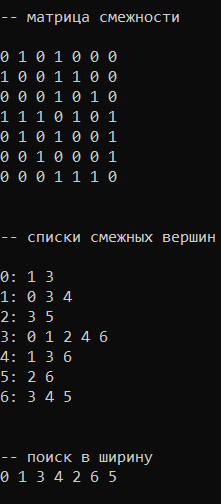 -- матрица смежности
0 1 0 1 0 0 0
1 0 0 1 1 0 0
0 0 0 1 0 1 0
1 1 1 0 1 0 1
0 1 0 1 0 0 1
0 0 1 0 0 0 1
0 0 0 1 1 1 0
-- списки смежных вершин
0: 1 3
1: 0 3 4
2: 3 5
3: 0 1 2 4 6
4: 1 3 6
5: 2 6
6: 3 4 5
-- поиск в ширину
0 1 3 4 2 6 5